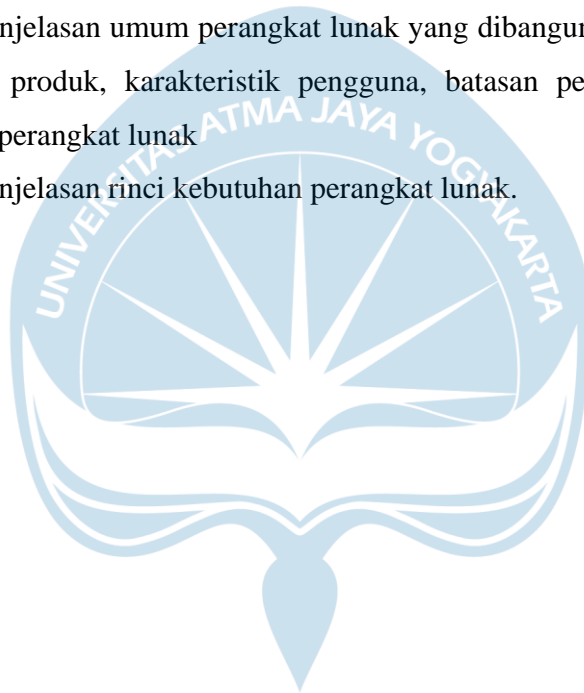 njelasan umum perangkat lunak yang dibangun
produk, karakteristik pengguna, batasan pe
perangkat lunak
njelasan rinci kebutuhan perangkat lunak.
UNIVERSITAS ATMA JAYA YOGYAKARTA